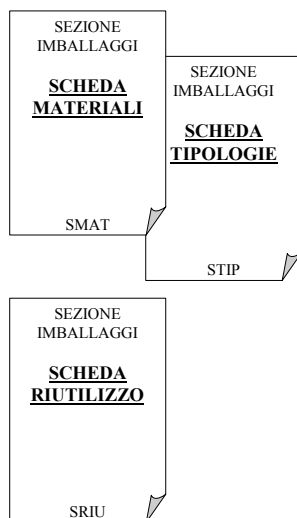 SEZIONE
IMBALLAGGI
SCHEDA
MATERIALI
SMAT
SEZIONE
IMBALLAGGI
SCHEDA
TIPOLOGIE
STIP
SEZIONE
IMBALLAGGI
SCHEDA
RIUTILIZZO
SRIU